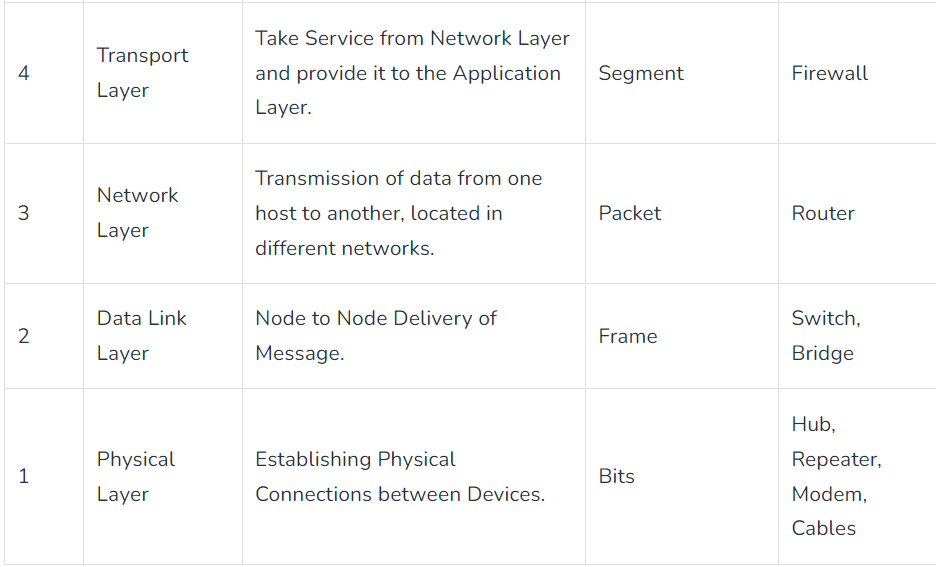 4
Transport
Layer
Take Service from Network Layer
and provide it to the Application
Layer.
Segment
Firewall
3
Network
Layer
Transmission of data from one
host to another, located in
different networks.
Packet
Router
2
Data Link
Layer
Node to Node Delivery of
Message.
Frame
Switch,
Bridge
1
Physical
Layer
Establishing Physical
Connections between Devices.
Bits
Hub,
Repeater,
Modem,
Cables